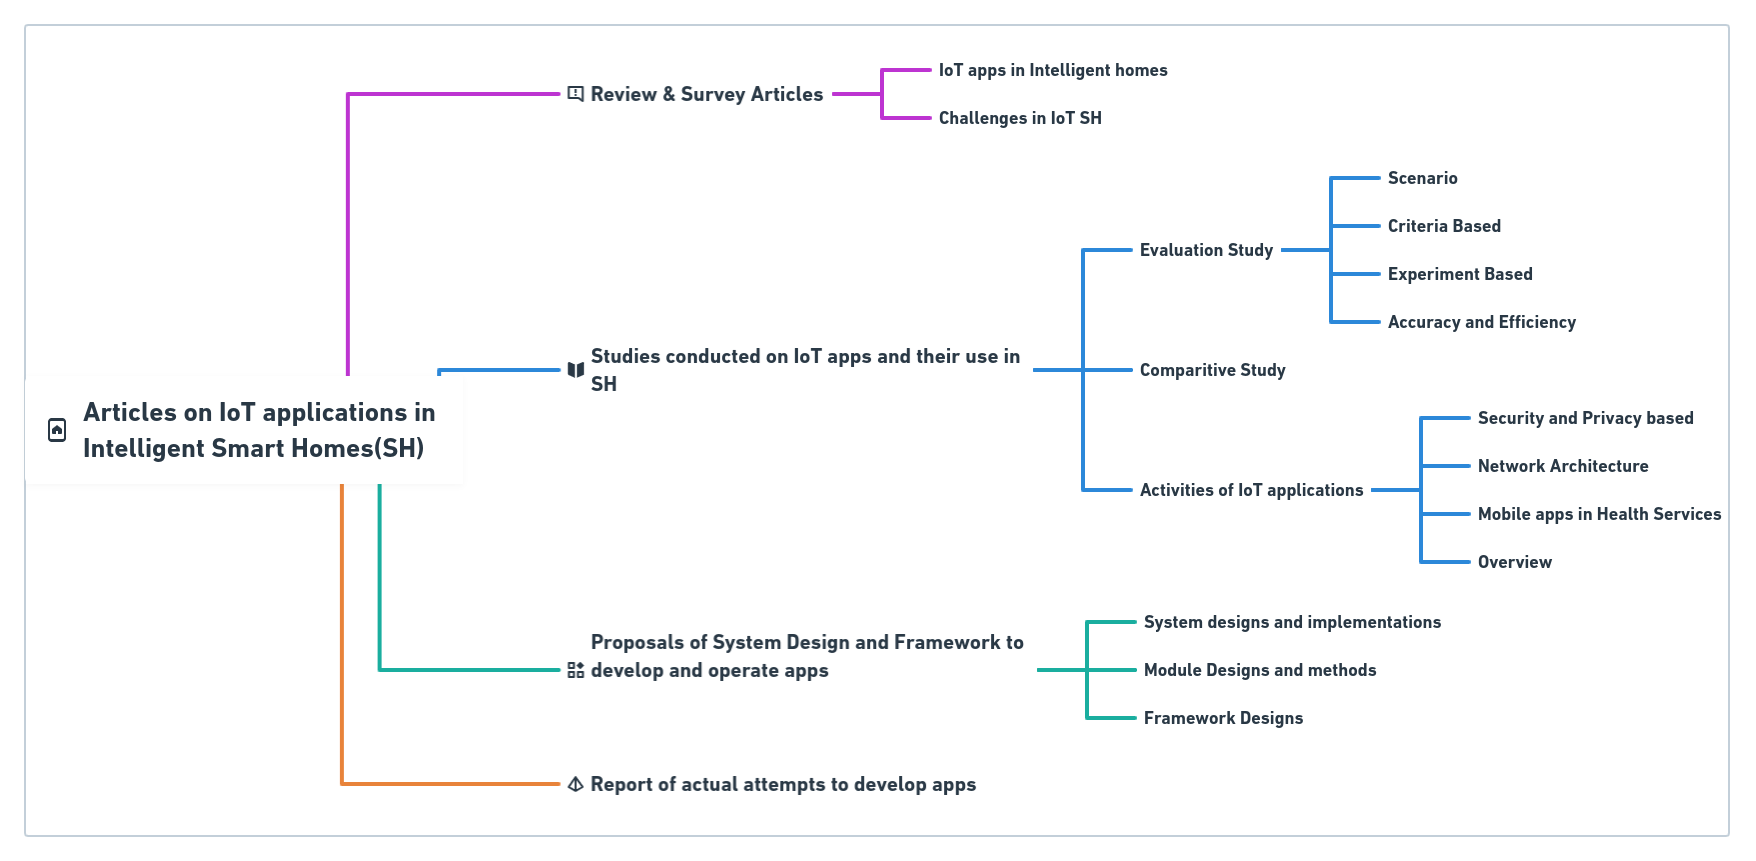 IoT apps in Intelligent homes
Review & Survey Articles
Challenges in IoT SH
Scenario
Criteria Based
Evaluation Study
Experiment Based
Accuracy and Efficiency
Studies conducted on IoT apps and their use in
SH
Comparitive Study
Articles on IoT applications in
Intelligent Smart Homes(SH)
Security and Privacy based
Network Architecture
Activities of IoT applications
Mobile apps in Health Services
Overview
System designs and implementations
Proposals of System Design and Framework to
develop and operate apps
Module Designs and methods
Framework Designs
Report of actual attempts to develop apps